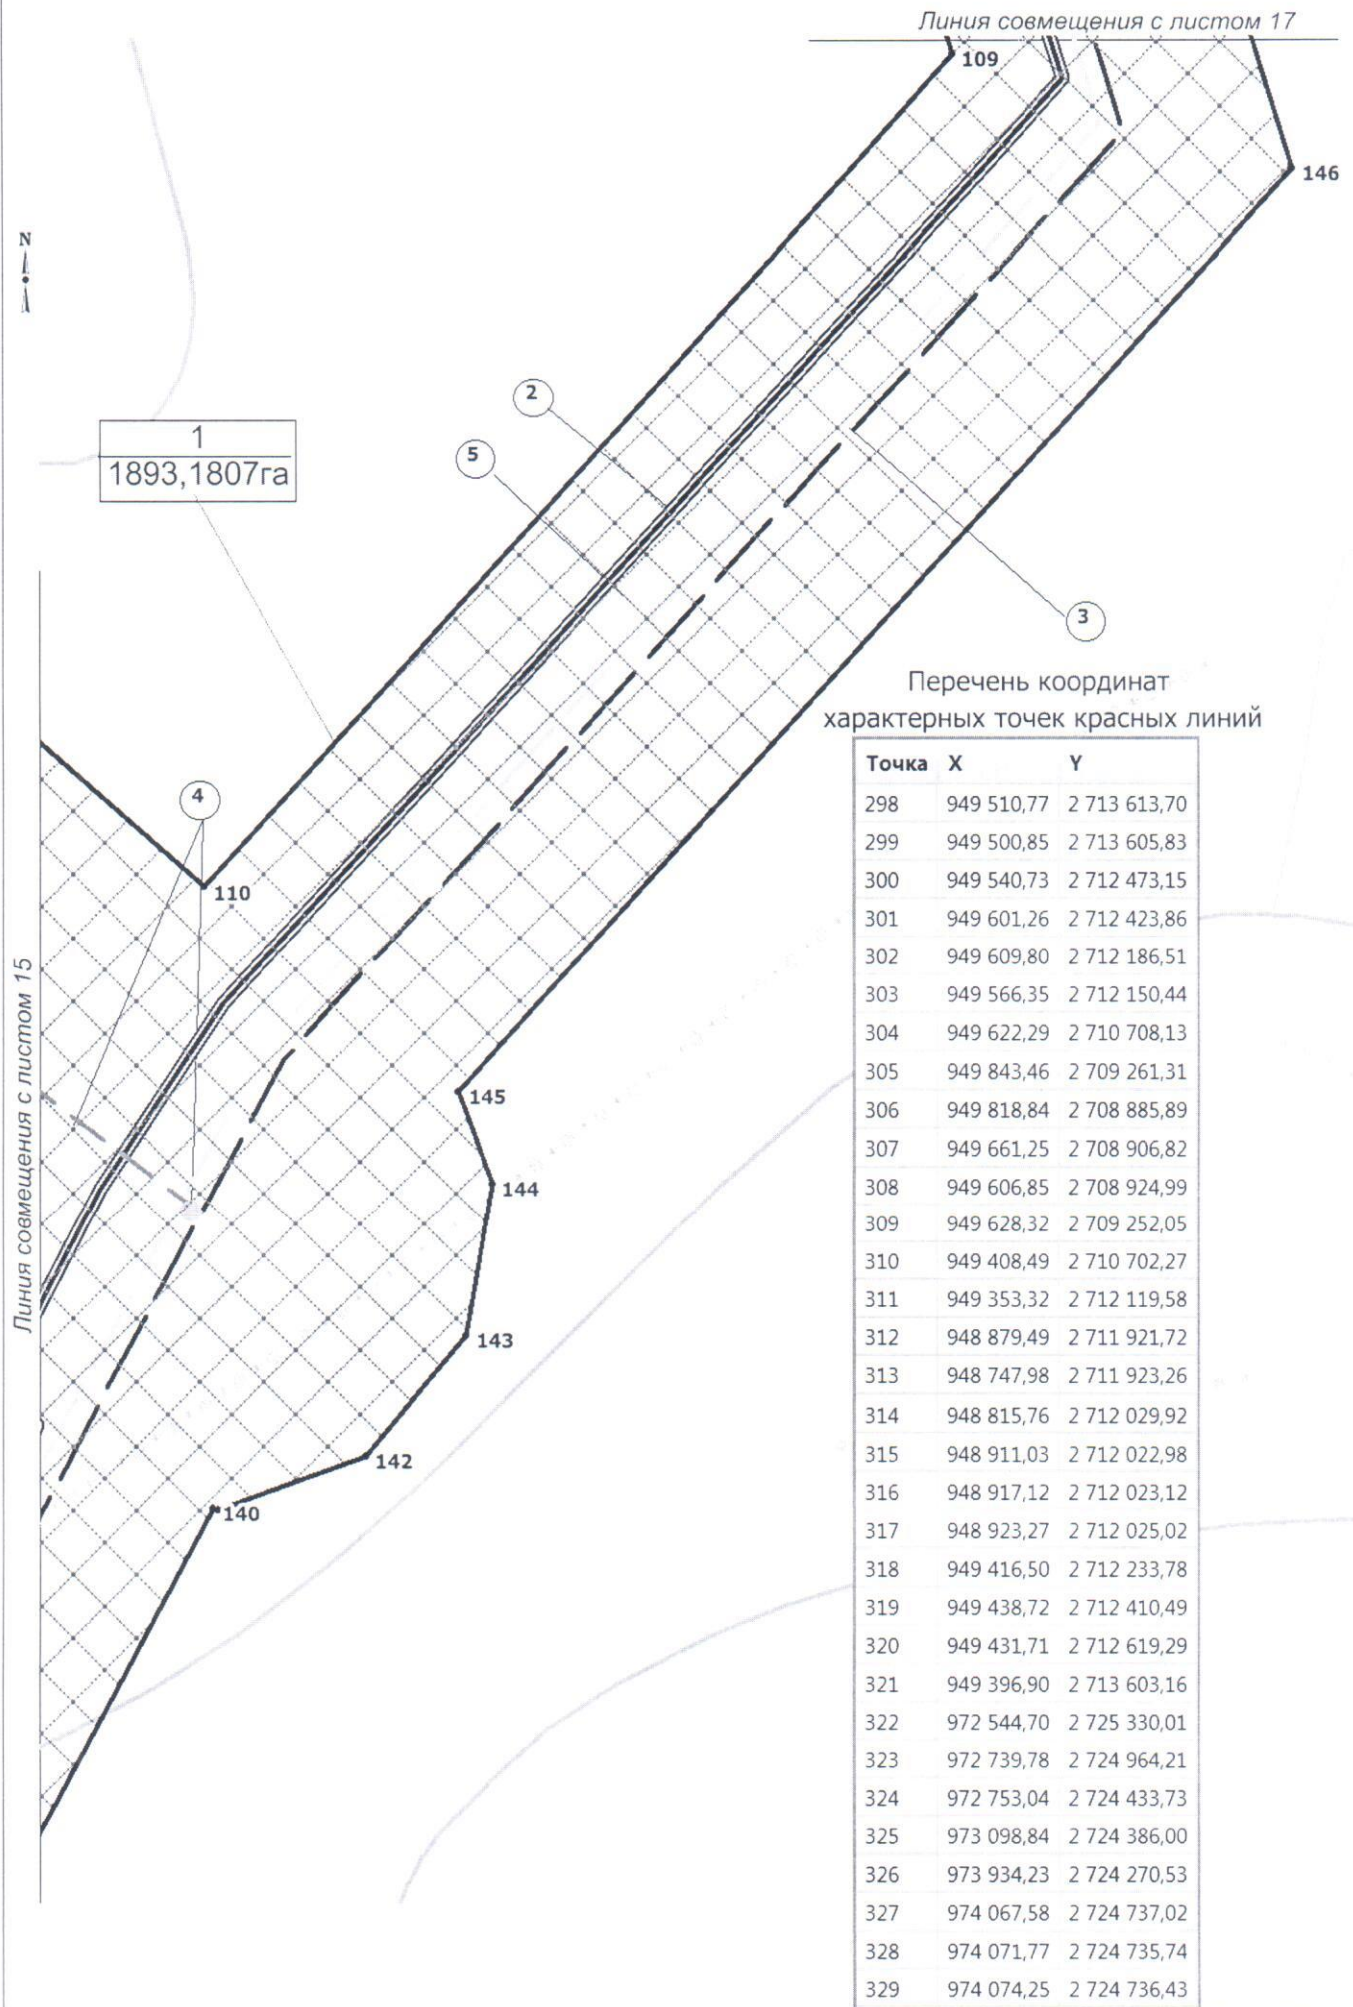 Линия совмещения с листом 17
109
146
N
2
1
1893,1807га
5
3
Перечень координат
характерных точек красных линий
Точка X Y
298 949 510,77 2 713 613,70
299 949 500,85 2 713 605,83
300 949 540,73 2 712 473,15
301 949 601,26 2 712 423,86
302 949 609,80 2 712 186,51
303 949 566,35 2 712 150,44
304 949 622,29 2 710 708,13
305 949 843,46 2 709 261,31
306 949 818,84 2 708 885,89
307 949 661,25 2 708 906,82
308 949 606,85 2 708 924,99
309 949 628,32 2 709 252,05
310 949 408,49 2 710 702,27
311 949 353,32 2 712 119,58
312 948 879,49 2 711 921,72
313 948 747,98 2 711 923,26
314 948 815,76 2 712 029,92
315 948 911,03 2 712 022,98
316 948 917,12 2 712 023,12
317 948 923,27 2 712 025,02
318 949 416,50 2 712 233,78
319 949 438,72 2 712 410,49
320 949 431,71 2 712 619,29
321 949 396,90 2 713 603,16
322 972 544,70 2 725 330,01
323 972 739,78 2 724 964,21
324 972 753,04 2 724 433,73
325 973 098,84 2 724 386,00
326 973 934,23 2 724 270,53
327 974 067,58 2 724 737,02
328 974 071,77 2 724 735,74
329 974 074,25 2 724 736,43
4
110
Линия совмещения с листом 15
145
144
143
142
140